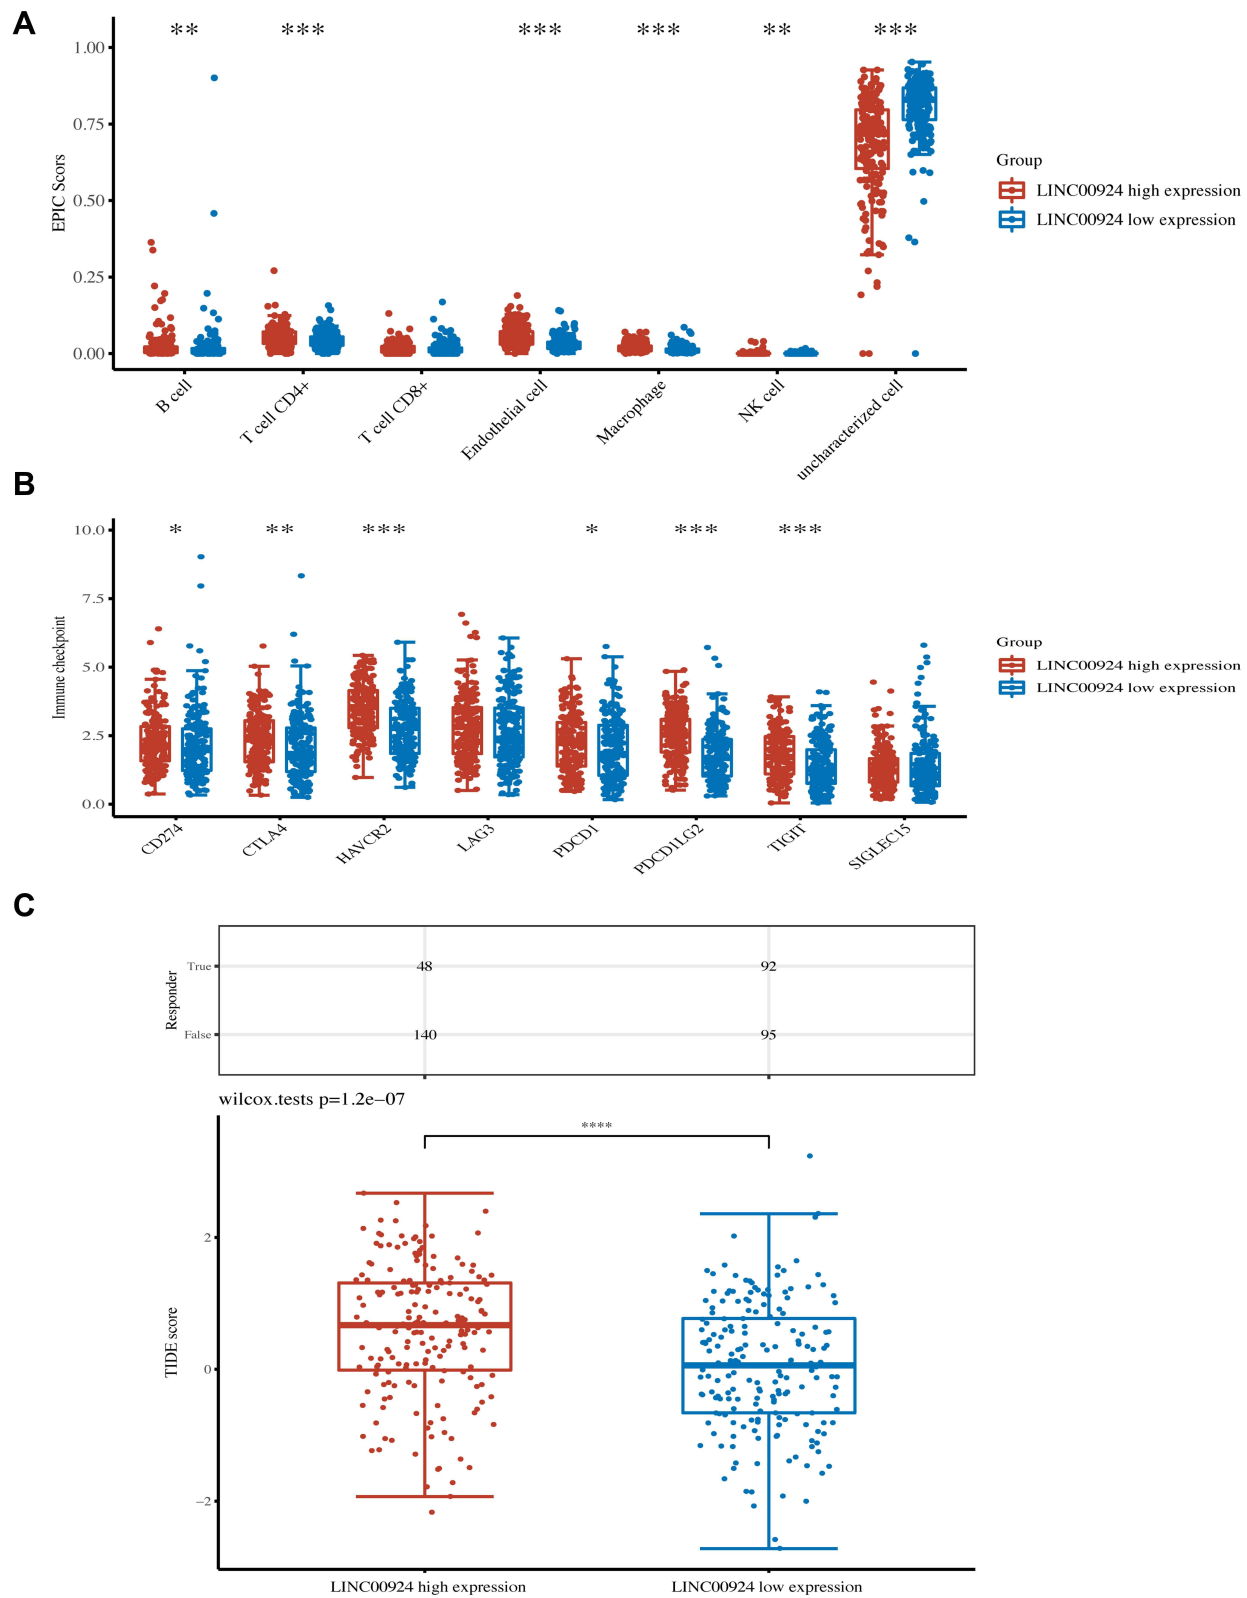 A
** *** *** *** ** ***
1.00
0.75
0.50
0.25
0.00
EPIC Scors
B cell
T cell CD4+
T cell CD8+
Endothelial cell
Macrophage
NK cell
uncharacterized cell
Group
LINC00924 high expression
LINC00924 low expression
B
* ** *** * *** ***
10.0
7.5
5.0
2.5
0.0
Immune checkpoint
CD274
CTLA4
HAVCR2
LAG3
PDCD1
PDCD1LG2
TIGIT
SIGLEC15
Group
LINC00924 high expression
LINC00924 low expression
C
Responder
True 48 92
False 140 95
wilcox.tests p=1.2e−07
****
2
0
−2
TIDE score
LINC00924 high expression
LINC00924 low expression